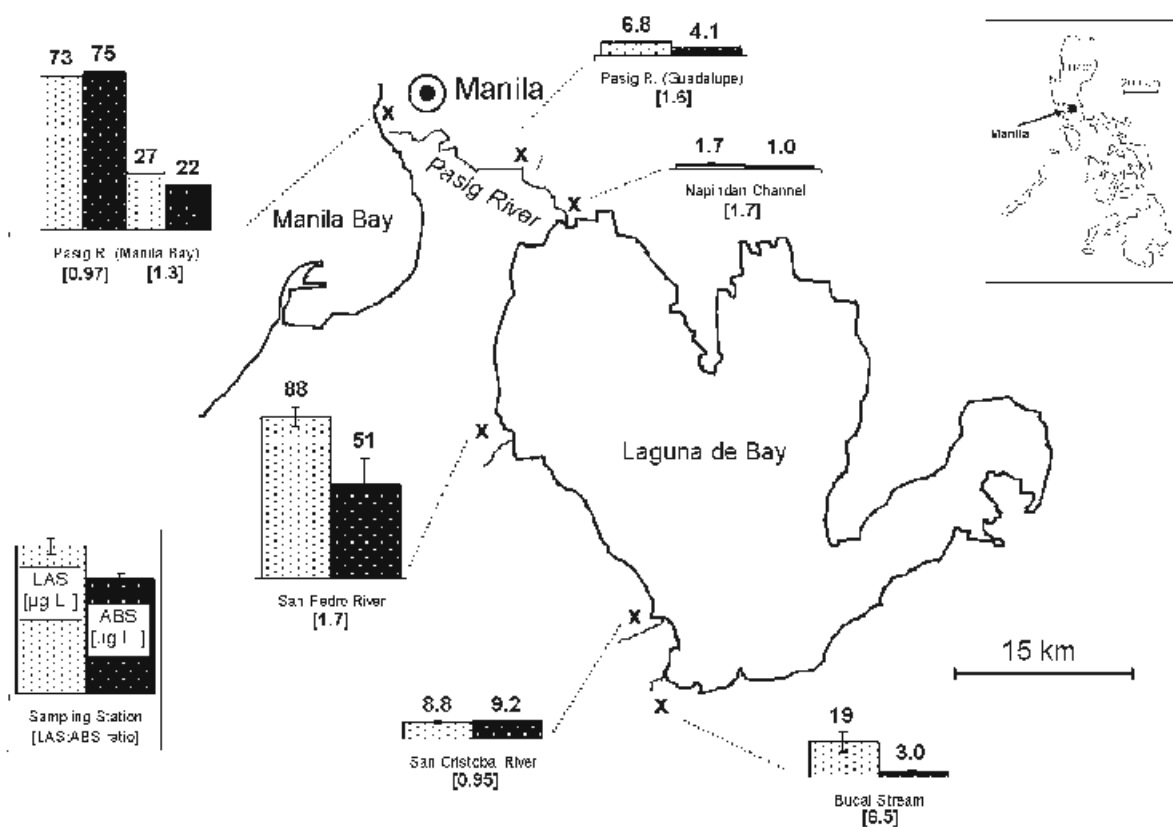 73 75
27 22
Pasig R. (Manila Bay)
[0.97] [1.3]
6.8 4.1
Pasig R. (Guadalupe)
[1.6]
Manila
1.7 1.0
Napindan Channel
[1.7]
Pasig River
Manila Bay
Manila
88
51
San Pedro River
[1.7]
Laguna de Bay
LAS
[µg L ]
ABS
[µg L ]
Sampling Station
[LAS:ABS ratio]
8.8 9.2
San Cristobal River
[0.95]
15 km
19
3.0
Bucal Stream
[6.5]
X
X
X
X
X
X